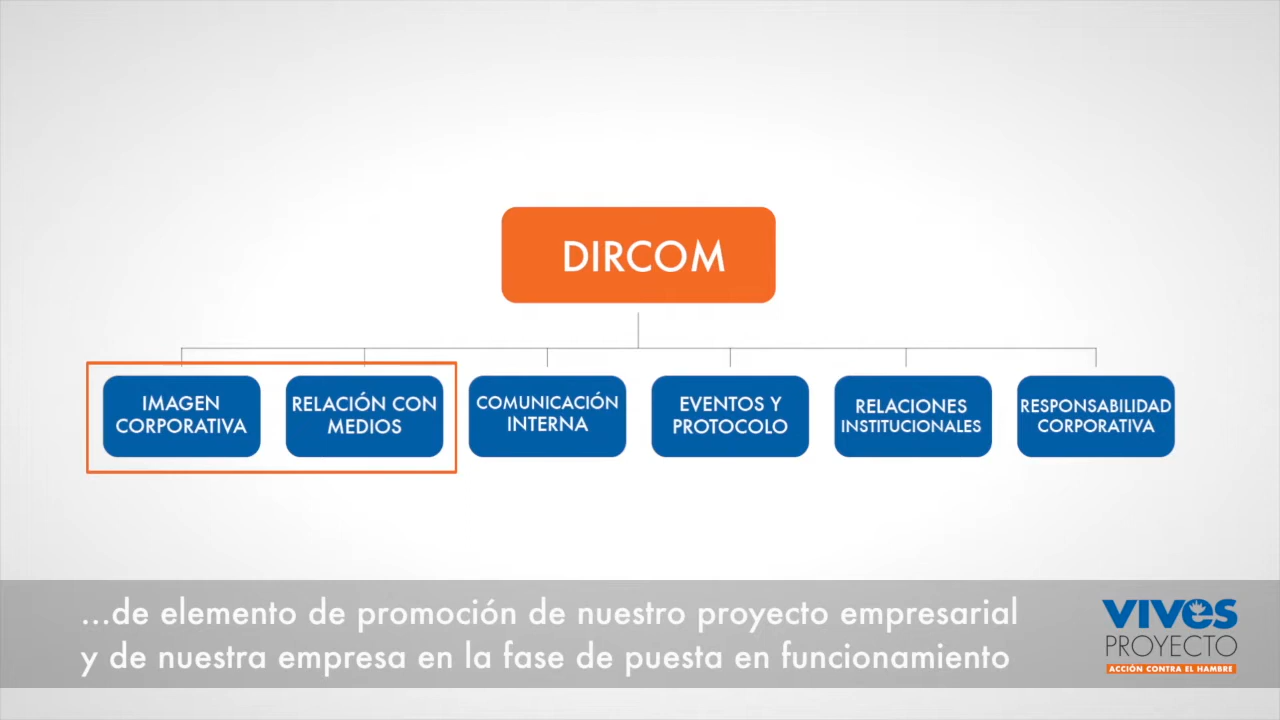 DIRCOM
IMAGEN
CORPORATIVA
RELACIÓN CON
MEDIOS
COMUNICACIÓN
INTERNA
EVENTOS Y
PROTOCOLO
RELACIONES
INSTITUCIONALES
RESPONSABILIDAD
CORPORATIVA
...de elemento de promoción de nuestro proyecto empresarial
y de nuestra empresa en la fase de puesta en funcionamiento
VIVES
PROYECTO
ACCIÓN CONTRA EL HAMBRE